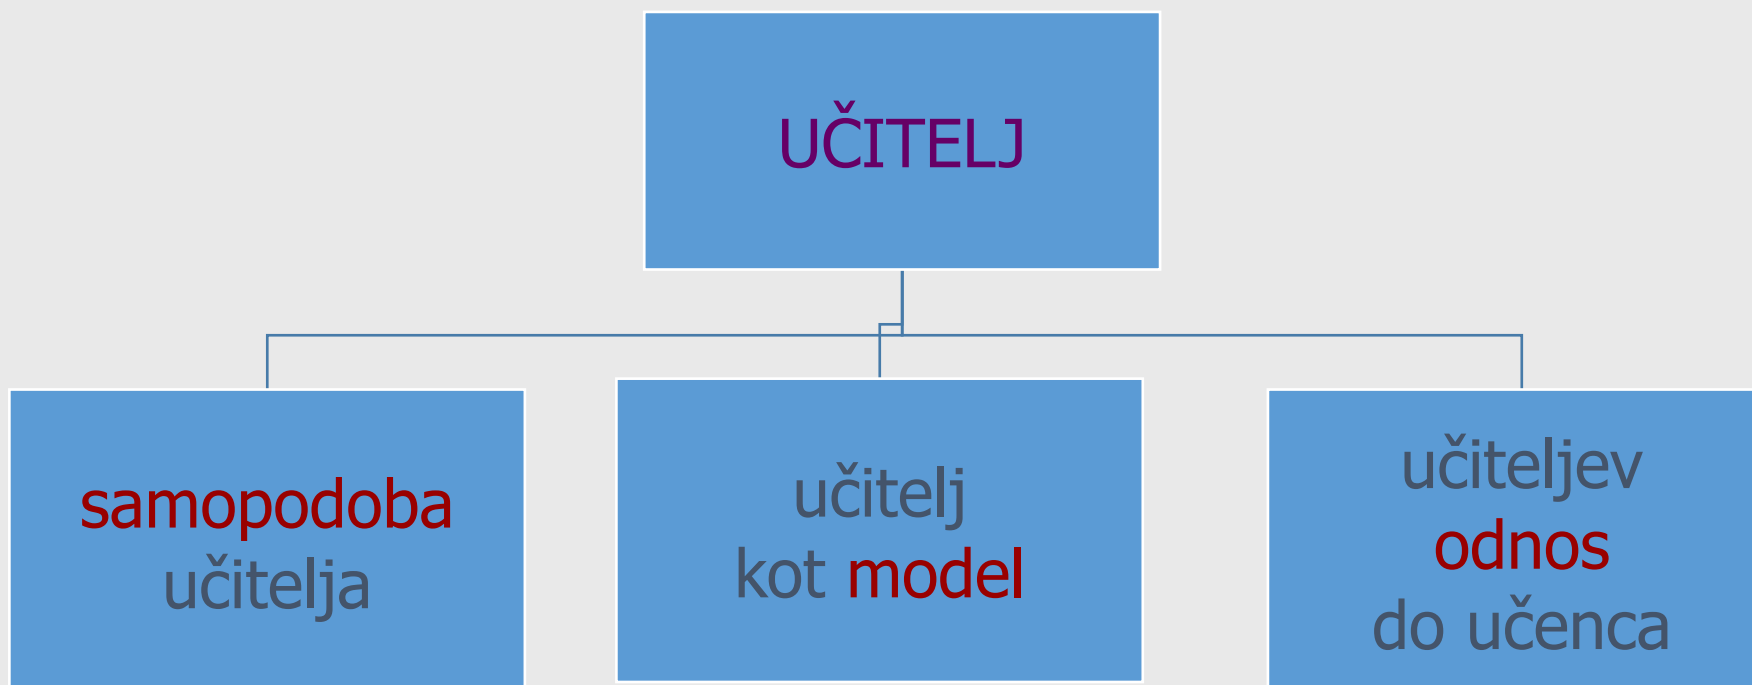 UČITELJ
samopodoba
učitelja
učitelj
kot model
učiteljev
odnos
do učenca